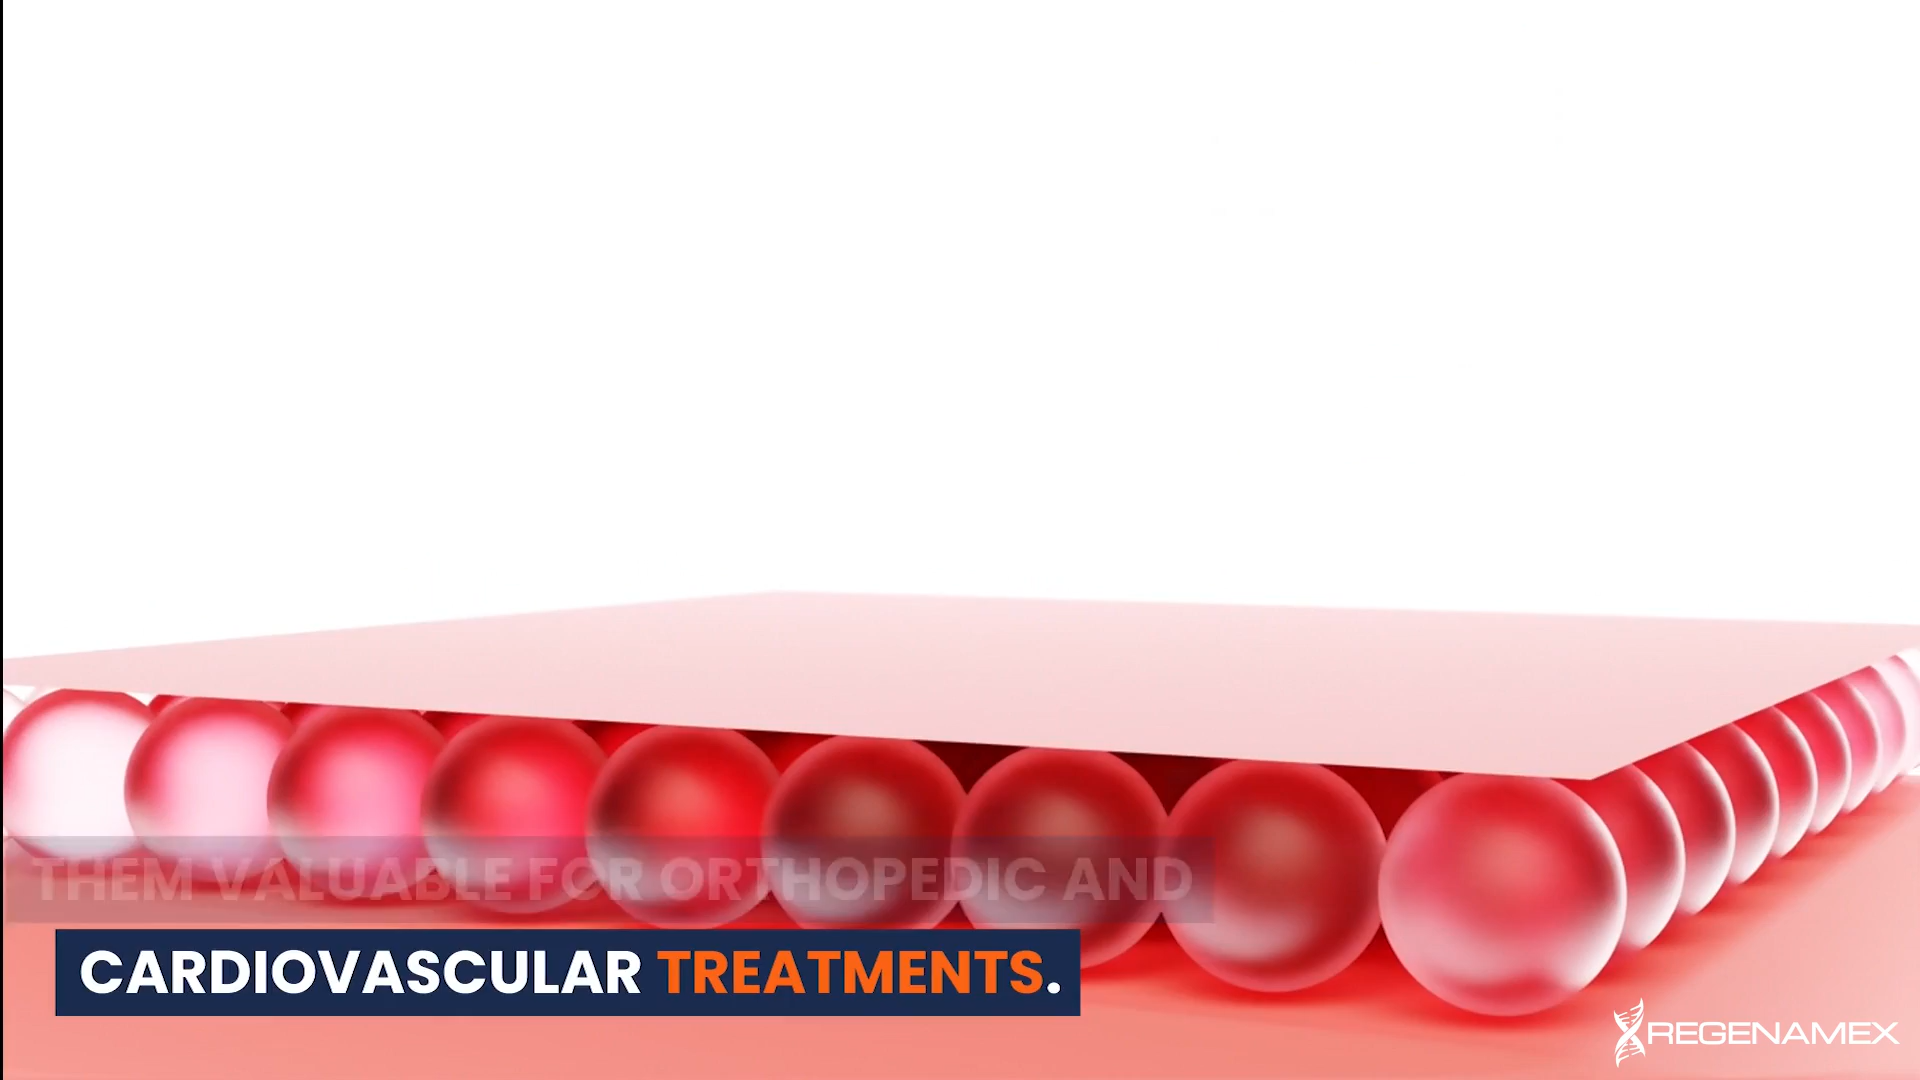 THEM VALUABLE FOR ORTHOPEDIC AND
CARDIOVASCULAR TREATMENTS.
REGENAMEX